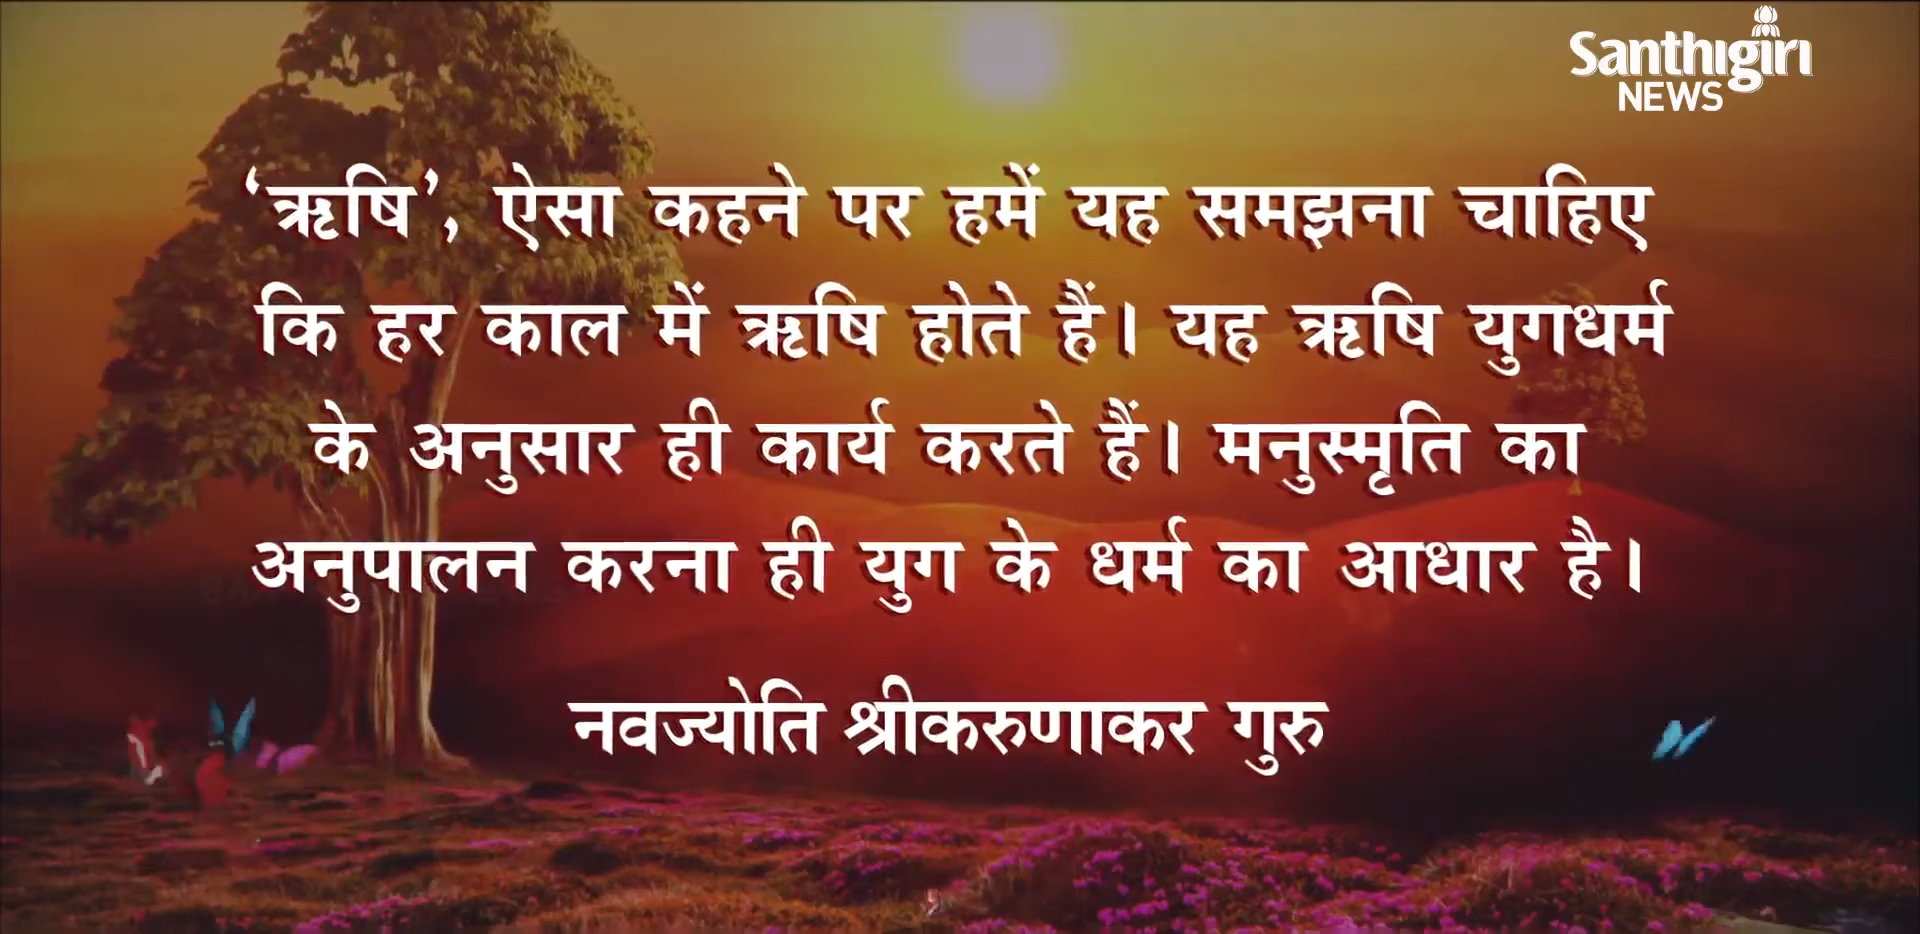 Santhigiri
NEWS
‘ऋषि’, ऐसा कहने पर हमें यह समझना चाहिए
कि हर काल में ऋषि होते हैं। यह ऋषि युगधर्म
के अनुसार ही कार्य करते हैं। मनुस्मृति का
अनुपालन करना ही युग के धर्म का आधार है।
नवज्योति श्रीकरुणाकर गुरु